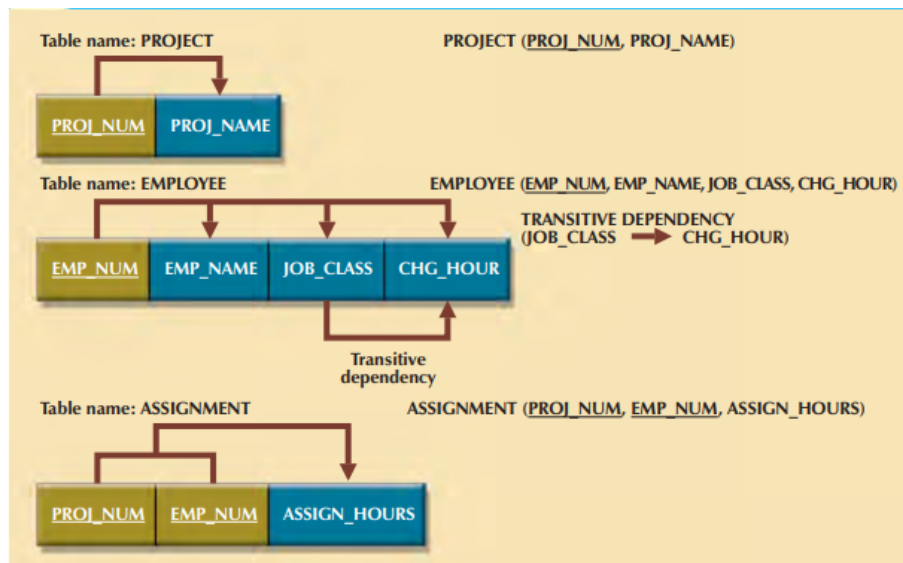 Table name: PROJECT
PROJECT (PROJ_NUM, PROJ_NAME)
PROJ_NUM
PROJ_NAME
Table name: EMPLOYEE
EMPLOYEE (EMP_NUM, EMP_NAME, JOB_CLASS, CHG_HOUR)
TRANSITIVE DEPENDENCY
(JOB_CLASS CHG_HOUR)
EMP_NUM
EMP_NAME
JOB_CLASS
CHG_HOUR
Transitive
dependency
Table name: ASSIGNMENT
ASSIGNMENT (PROJ_NUM, EMP_NUM, ASSIGN_HOURS)
PROJ_NUM
EMP_NUM
ASSIGN_HOURS